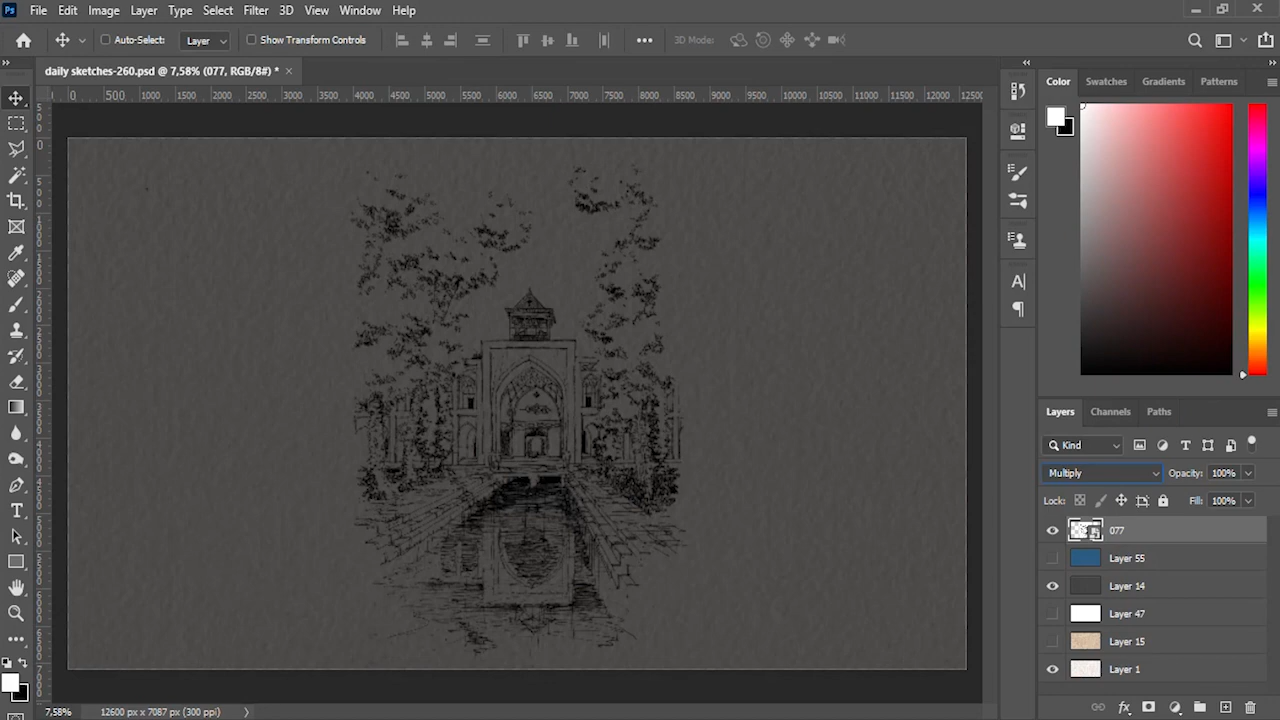 Ps File Edit Image Layer Type Select Filter 3D View Window Help
Auto-Select: Layer Show Transform Controls 3D Mode:
daily sketches-260.psd @ 7,58% (077, RGB/8#) *
0 500 1000 1500 2000 2500 3000 3500 4000 4500 5000 5500 6000 6500 7000 7500 8000 8500 9000 9500 10000 10500 11000 11500 12000 12500
Color Swatches Gradients Patterns
Layers Channels Paths
Kind
Multiply Opacity: 100%
Lock: Fill: 100%
077
Layer 55
Layer 14
Layer 47
Layer 15
Layer 1
7,58% 12600 px x 7087 px (300 ppi)